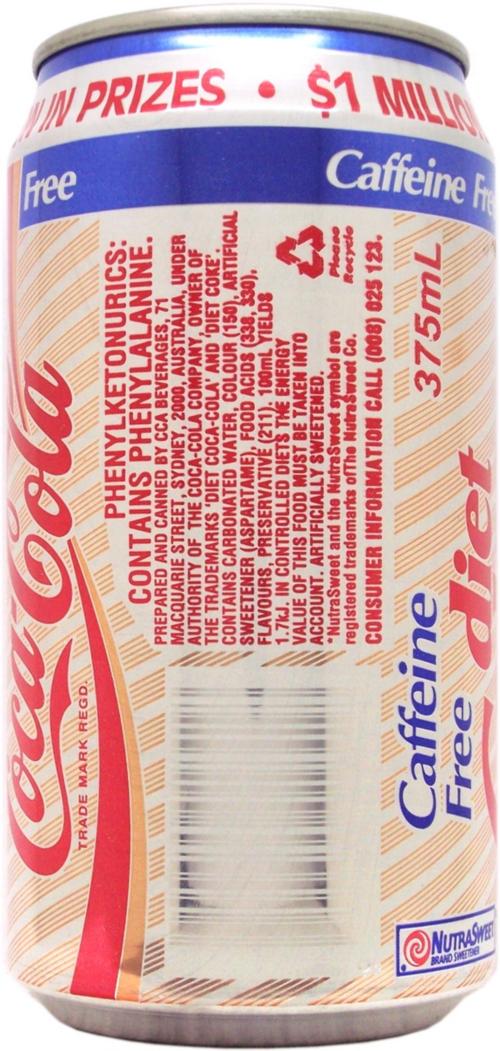 N IN PRIZES • $1 MILLIO
Free
Caffeine Fre
Coca-Cola
TRADE MARK REGD.
PHENYLKETONURICS:
CONTAINS PHENYLALANINE.
PREPARED AND CANNED BY CCA BEVERAGES, 71
MACQUARIE STREET, SYDNEY, 2000, AUSTRALIA, UNDER
AUTHORITY OF THE COCA-COLA COMPANY, OWNER OF
THE TRADEMARKS 'DIET COCA-COLA' AND 'DIET COKE'.
CONTAINS CARBONATED WATER, COLOUR (150), ARTIFICIAL
SWEETENER (ASPARTAME), FOOD ACIDS (338, 330),
FLAVOURS, PRESERVATIVE (211). 100mL YIELDS
1.7kJ. IN CONTROLLED DIETS THE ENERGY
VALUE OF THIS FOOD MUST BE TAKEN INTO
ACCOUNT. ARTIFICIALLY SWEETENED.
*NutraSweet and the NutraSweet symbol are
registered trademarks of The NutraSweet Co.
CONSUMER INFORMATION CALL (008) 025 123.
Please
Recycle
375mL
Caffeine
Free
diet
NUTRASWEET
BRAND SWEETENER